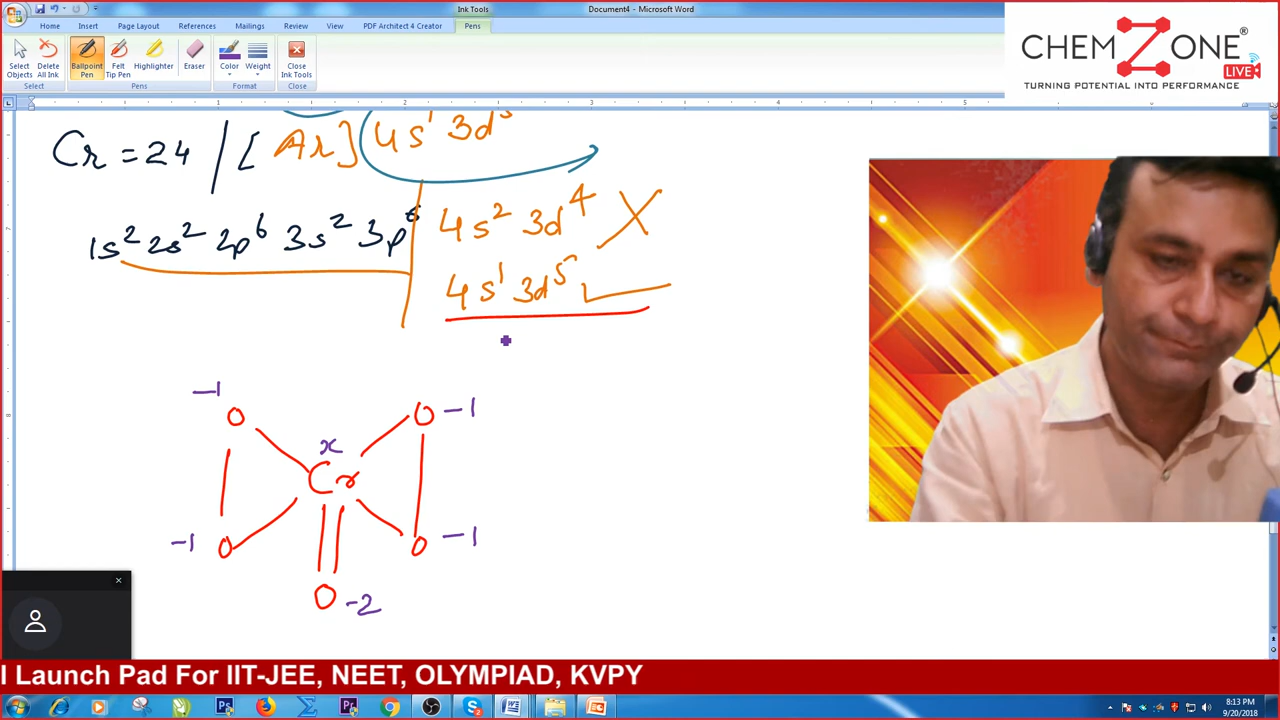 Ink Tools
Document4 - Microsoft Word
Home Insert Page Layout References Mailings Review View PDF Architect 4 Creator Pens
Select Objects
Delete All Ink
Ballpoint Pen
Felt Tip Pen
Highlighter
Eraser
Color
Weight
Close Ink Tools
Select Pens Format Close
CHEMZONE®
LIVE
TURNING POTENTIAL INTO PERFORMANCE
1 2 3 5
Cr = 24 / [Ar] 4s¹ 3d⁵
1s² 2s² 2p⁶ 3s² 3p⁶
4s² 3d⁴ X
4s¹ 3d⁵
-1
O O -1
x
Cr
-1 O O -1
O -2
I Launch Pad For IIT-JEE, NEET, OLYMPIAD, KVPY
8:13 PM
9/20/2018